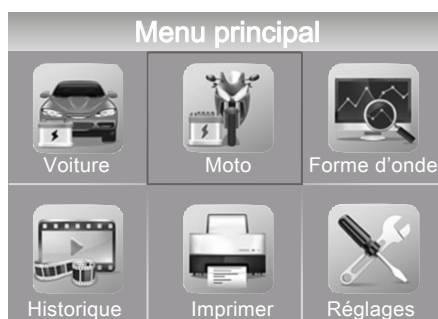 Menu principal
Voiture Moto Forme d'onde
Historique Imprimer Réglages